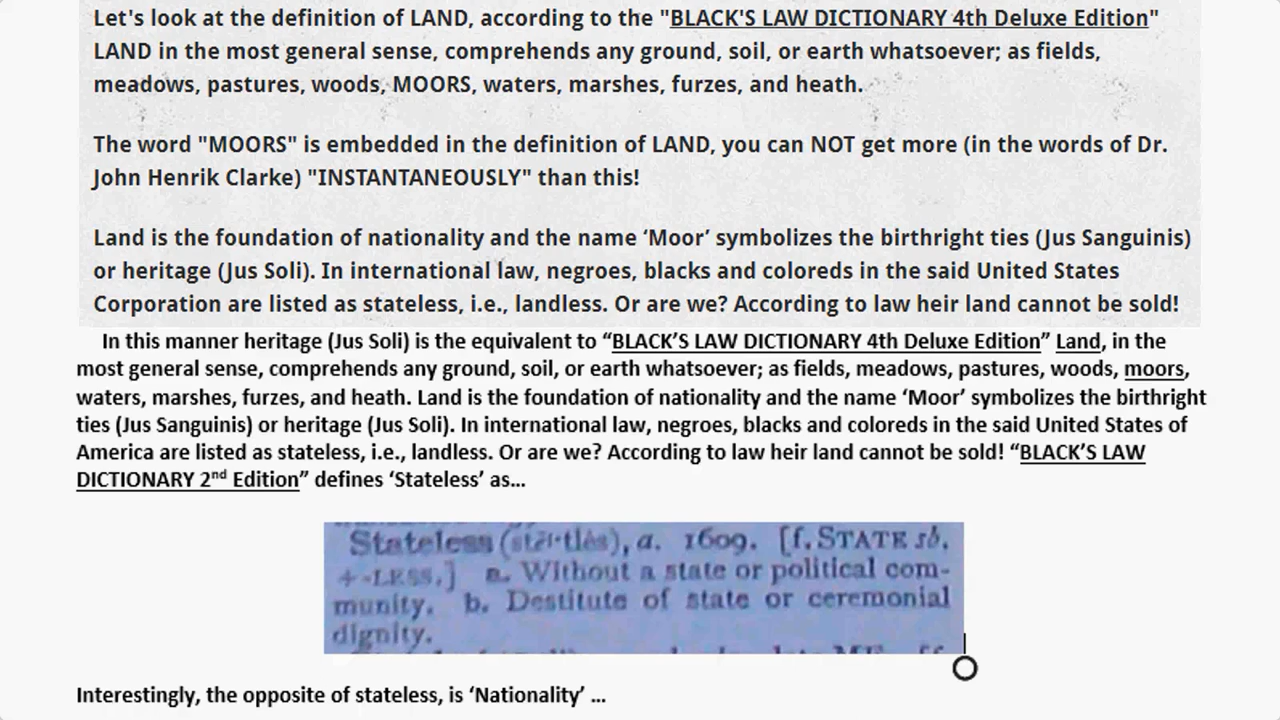 Let's look at the definition of LAND, according to the "BLACK'S LAW DICTIONARY 4th Deluxe Edition"
LAND in the most general sense, comprehends any ground, soil, or earth whatsoever; as fields,
meadows, pastures, woods, MOORS, waters, marshes, furzes, and heath.
The word "MOORS" is embedded in the definition of LAND, you can NOT get more (in the words of Dr.
John Henrik Clarke) "INSTANTANEOUSLY" than this!
Land is the foundation of nationality and the name ‘Moor’ symbolizes the birthright ties (Jus Sanguinis)
or heritage (Jus Soli). In international law, negroes, blacks and coloreds in the said United States
Corporation are listed as stateless, i.e., landless. Or are we? According to law heir land cannot be sold!
In this manner heritage (Jus Soli) is the equivalent to “BLACK’S LAW DICTIONARY 4th Deluxe Edition” Land, in the
most general sense, comprehends any ground, soil, or earth whatsoever; as fields, meadows, pastures, woods, moors,
waters, marshes, furzes, and heath. Land is the foundation of nationality and the name ‘Moor’ symbolizes the birthright
ties (Jus Sanguinis) or heritage (Jus Soli). In international law, negroes, blacks and coloreds in the said United States of
America are listed as stateless, i.e., landless. Or are we? According to law heir land cannot be sold! “BLACK’S LAW
DICTIONARY 2nd Edition” defines ‘Stateless’ as...
Stateless a. 1609. [f. STATE sb.
+ -LESS.] a. Without a state or political com-
munity. b. Destitute of state or ceremonial
dignity.
Interestingly, the opposite of stateless, is ‘Nationality’ ...